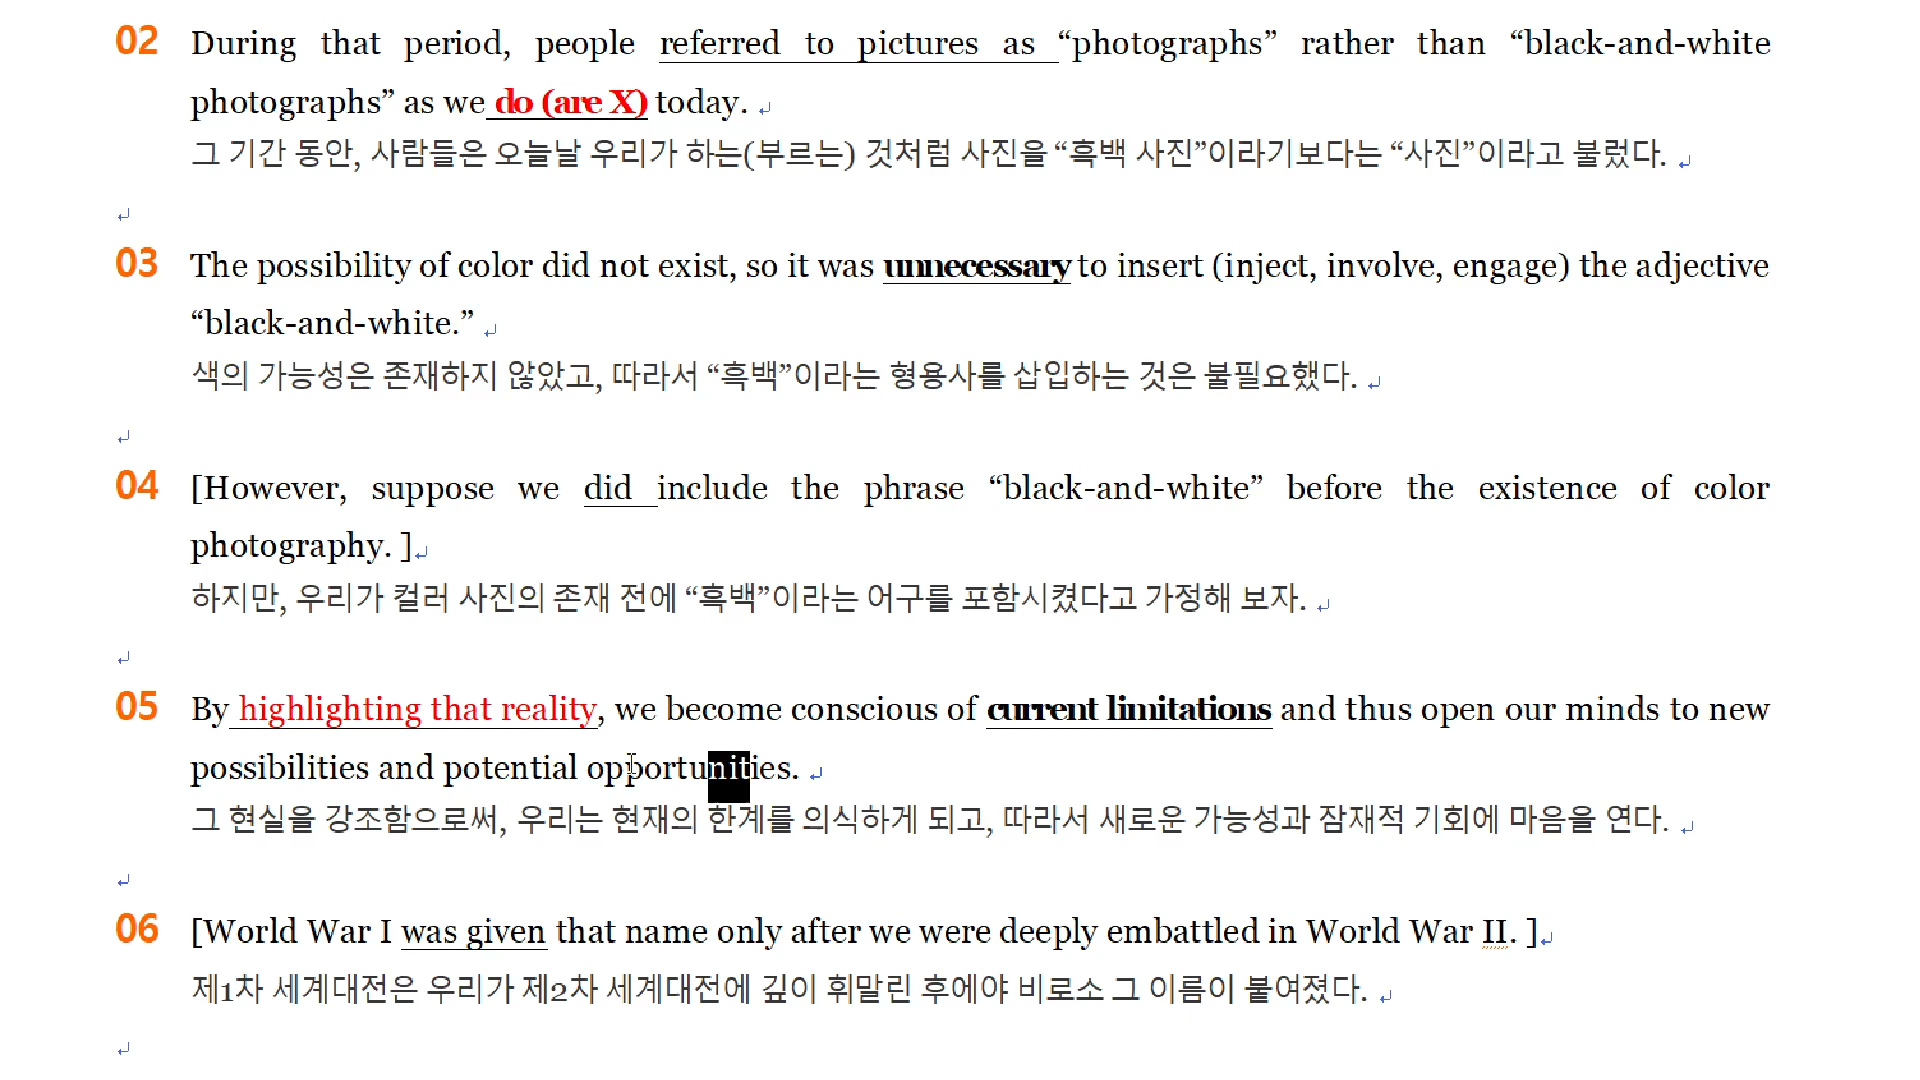 02 During that period, people referred to pictures as “photographs” rather than “black-and-white
photographs” as we do (are X) today.
그 기간 동안, 사람들은 오늘날 우리가 하는(부르는) 것처럼 사진을 “흑백 사진”이라기보다는 “사진”이라고 불렀다.
03 The possibility of color did not exist, so it was unnecessary to insert (inject, involve, engage) the adjective
“black-and-white.”
색의 가능성은 존재하지 않았고, 따라서 “흑백”이라는 형용사를 삽입하는 것은 불필요했다.
04 [However, suppose we did include the phrase “black-and-white” before the existence of color
photography. ]
하지만, 우리가 컬러 사진의 존재 전에 “흑백”이라는 어구를 포함시켰다고 가정해 보자.
05 By highlighting that reality, we become conscious of current limitations and thus open our minds to new
possibilities and potential opportunities.
그 현실을 강조함으로써, 우리는 현재의 한계를 의식하게 되고, 따라서 새로운 가능성과 잠재적 기회에 마음을 연다.
06 [World War I was given that name only after we were deeply embattled in World War II. ]
제1차 세계대전은 우리가 제2차 세계대전에 깊이 휘말린 후에야 비로소 그 이름이 붙여졌다.